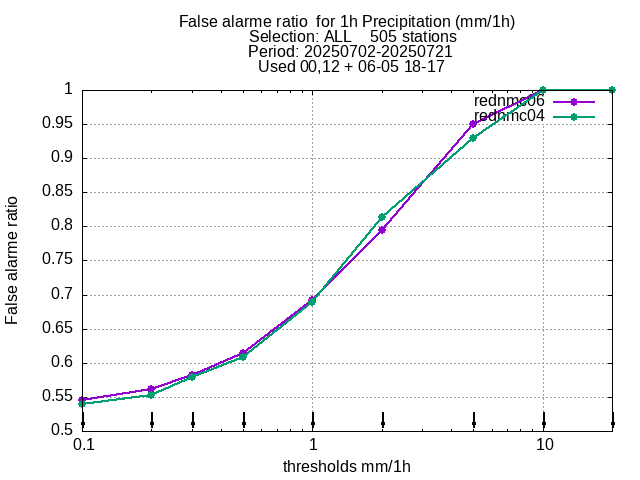 False alarme ratio  for 1h Precipitation (mm/1h)
Selection: ALL    505 stations
Period: 20250702-20250721
Used 00,12 + 06-05 18-17
rednmc06
rednmc04
1
0.95
0.9
0.85
0.8
0.75
0.7
0.65
0.6
0.55
0.5
False alarme ratio
0.1 1 10
thresholds mm/1h